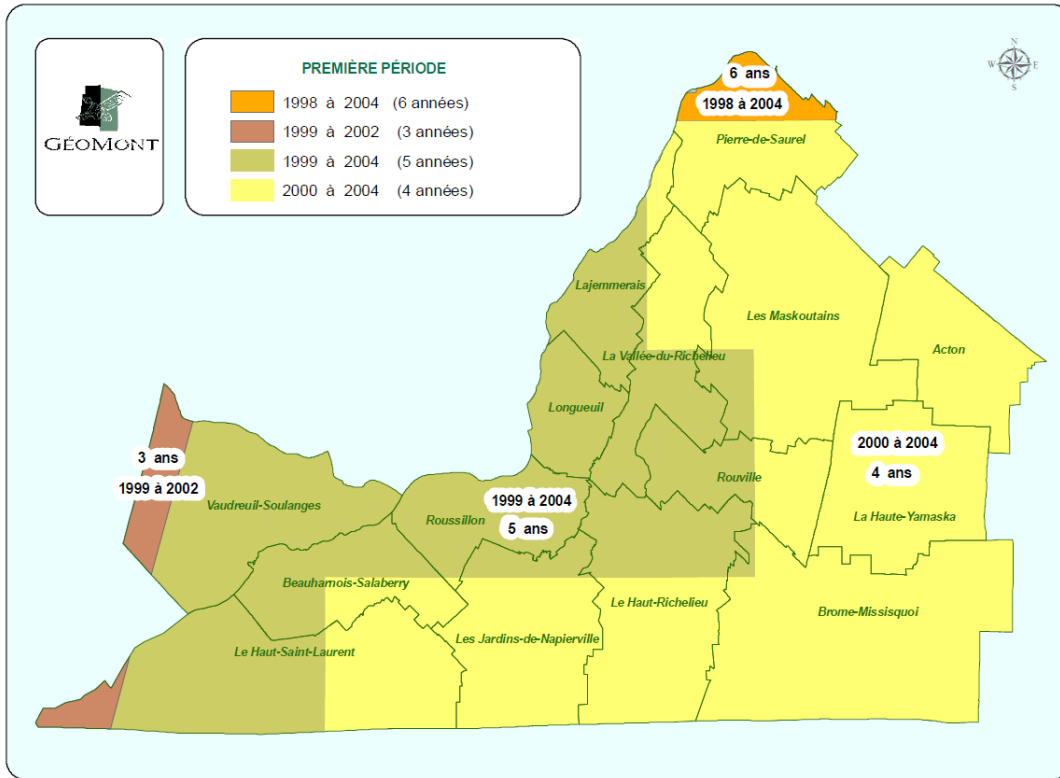 GÉOMONT
PREMIÈRE PÉRIODE
1998 à 2004 (6 années)
1999 à 2002 (3 années)
1999 à 2004 (5 années)
2000 à 2004 (4 années)
N
W E
S
6 ans
1998 à 2004
Pierre-de-Saurel
Lajemmerais
Les Maskoutains
Acton
La Vallée-du-Richelieu
Longueuil
3 ans
1999 à 2002
2000 à 2004
4 ans
Rouville
Vaudreuil-Soulanges
1999 à 2004
Roussillon
5 ans
La Haute-Yamaska
Beauharnois-Salaberry
Le Haut-Richelieu
Brome-Missisquoi
Les Jardins-de-Napierville
Le Haut-Saint-Laurent